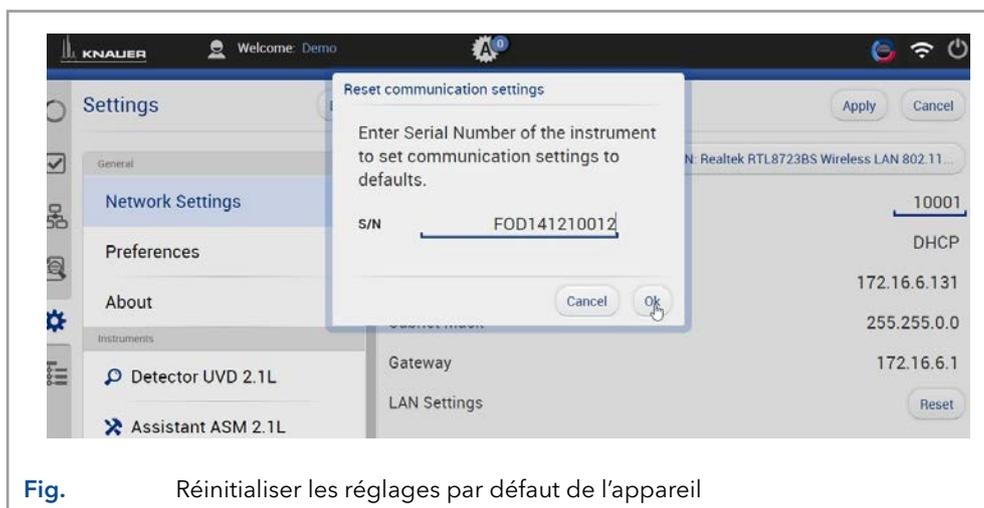 KNAUER
Welcome: Demo
A 0
Settings
Apply
Cancel
General
Network Settings
Preferences
About
Instruments
Detector UVD 2.1L
Assistant ASM 2.1L
Reset communication settings
Enter Serial Number of the instrument
to set communication settings to
defaults.
S/N FOD141210012
Cancel Ok
N: Realtek RTL8723BS Wireless LAN 802.11...
10001
DHCP
172.16.6.131
255.255.0.0
Gateway 172.16.6.1
LAN Settings Reset
Fig. Réinitialiser les réglages par défaut de l’appareil